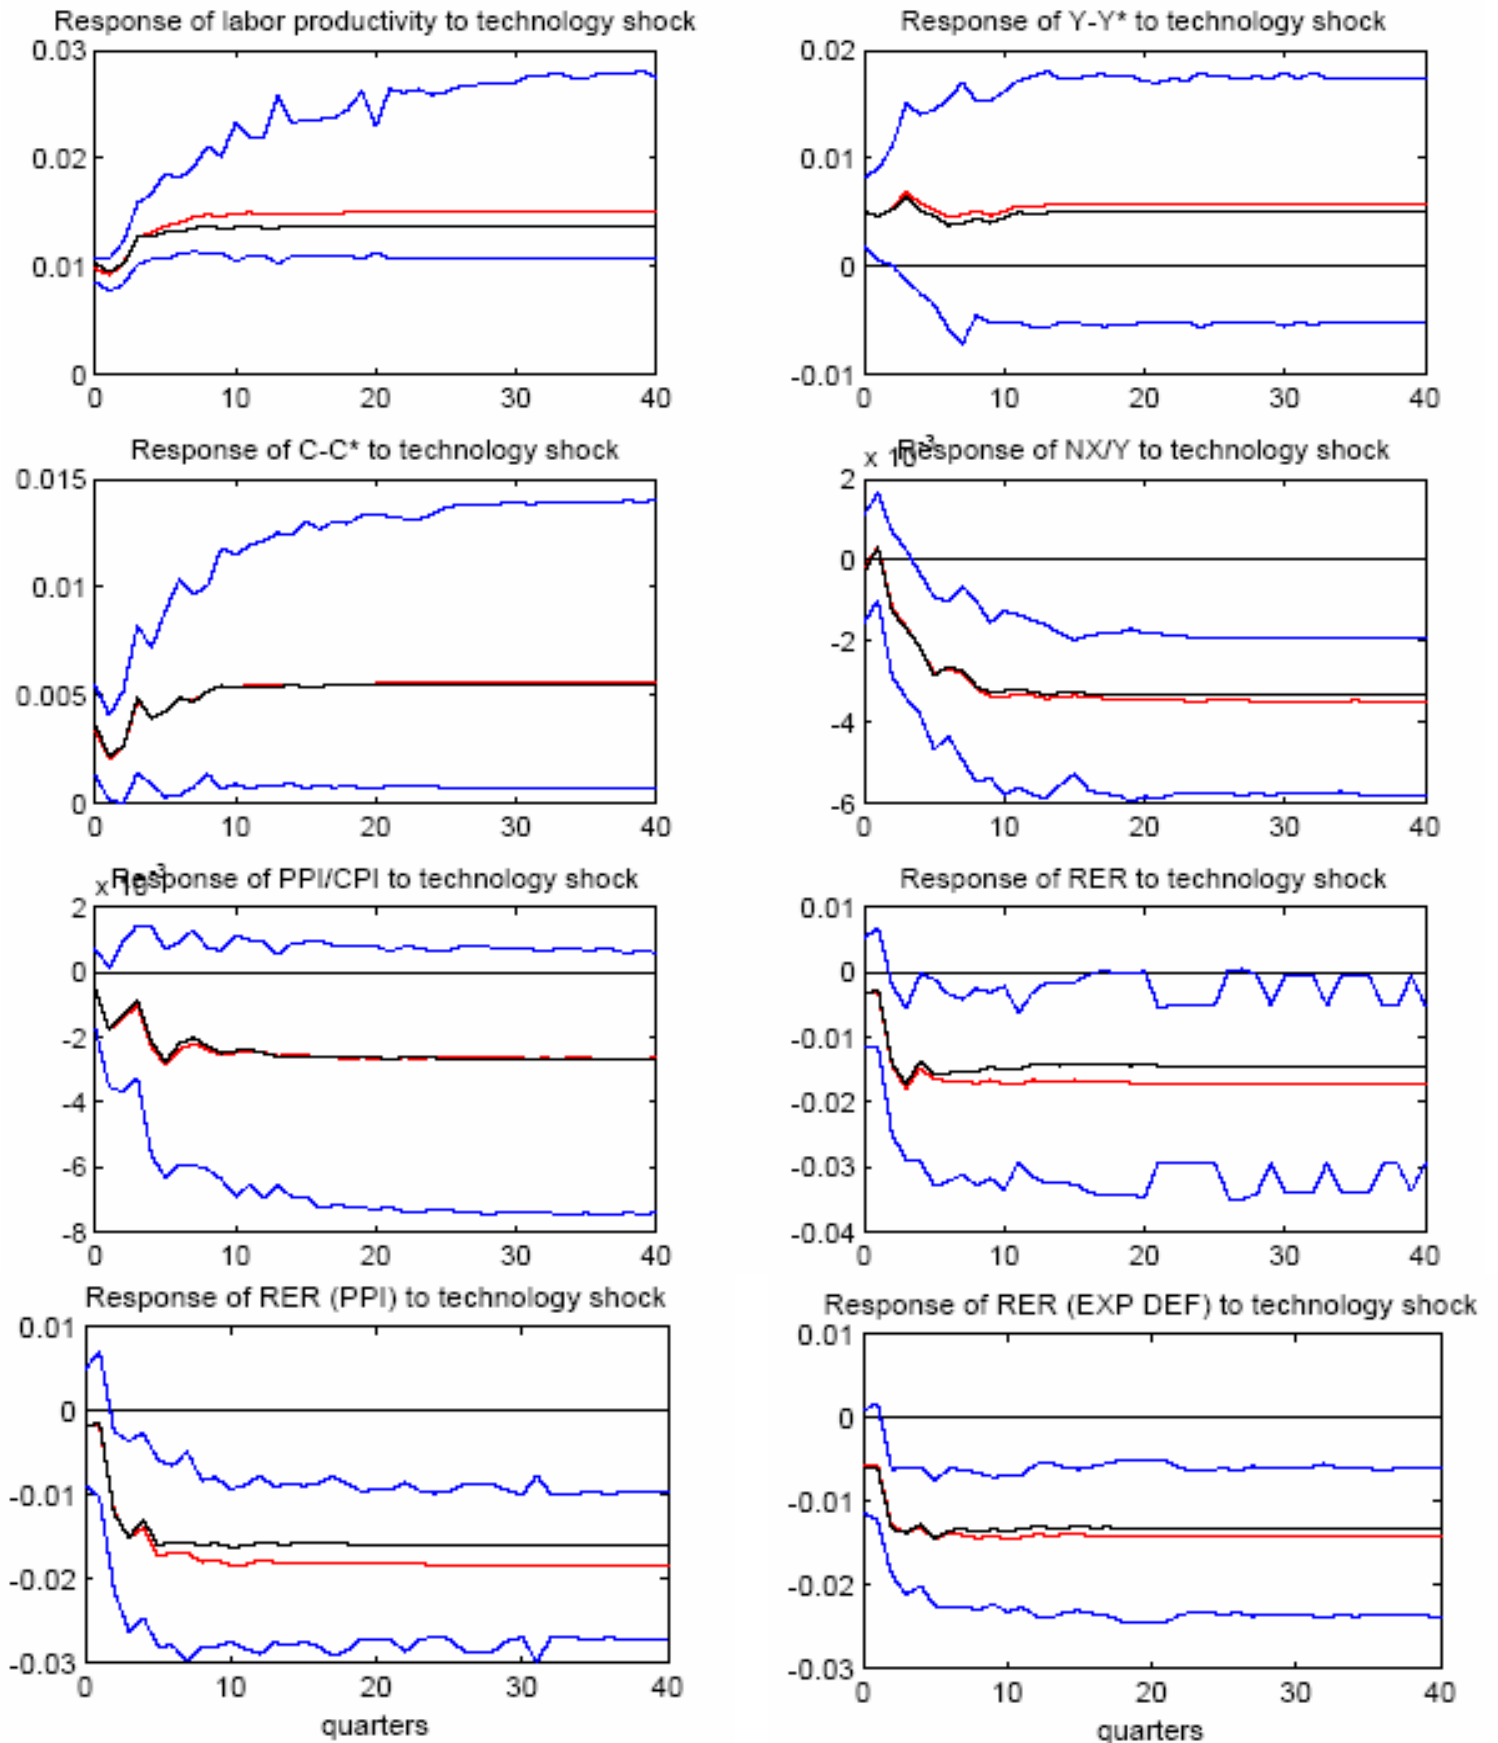 Response of labor productivity to technology shock
0.03
0.02
0.01
0
0 10 20 30 40
Response of Y-Y* to technology shock
0.02
0.01
0
-0.01
0 10 20 30 40
Response of C-C* to technology shock
0.015
0.01
0.005
0
0 10 20 30 40
Response of NX/Y to technology shock
x 10-3
2
0
-2
-4
-6
0 10 20 30 40
Response of PPI/CPI to technology shock
x 10-3
2
0
-2
-4
-6
-8
0 10 20 30 40
Response of RER to technology shock
0.01
0
-0.01
-0.02
-0.03
-0.04
0 10 20 30 40
Response of RER (PPI) to technology shock
0.01
0
-0.01
-0.02
-0.03
0 10 20 30 40
quarters
Response of RER (EXP DEF) to technology shock
0.01
0
-0.01
-0.02
-0.03
0 10 20 30 40
quarters